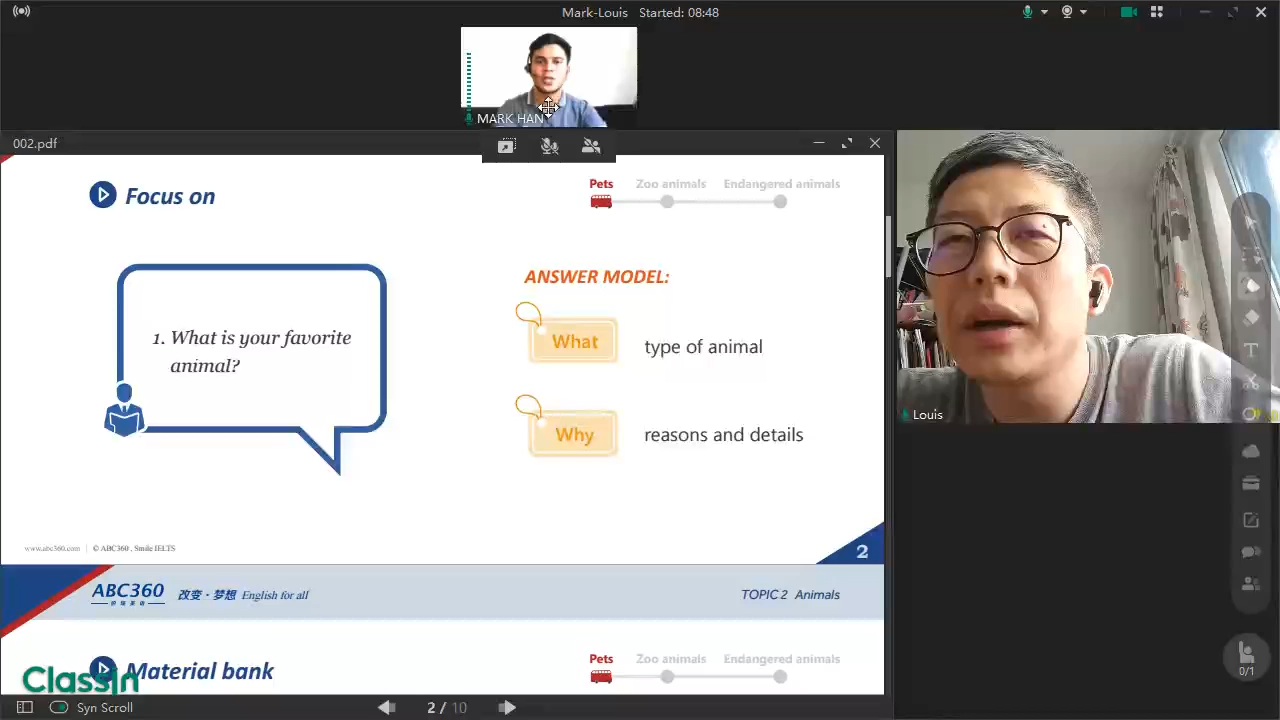 Mark-Louis Started: 08:48
MARK HAN
002.pdf
Focus on
Pets Zoo animals Endangered animals
1. What is your favorite
animal?
ANSWER MODEL:
What
type of animal
Why
reasons and details
Louis
www.abc360.com © ABC360 , Smile IELTS
2
ABC360 改变·梦想 English for all
TOPIC 2 Animals
Material bank
Pets Zoo animals Endangered animals
ClassIn
Syn Scroll
2 / 10
0/1